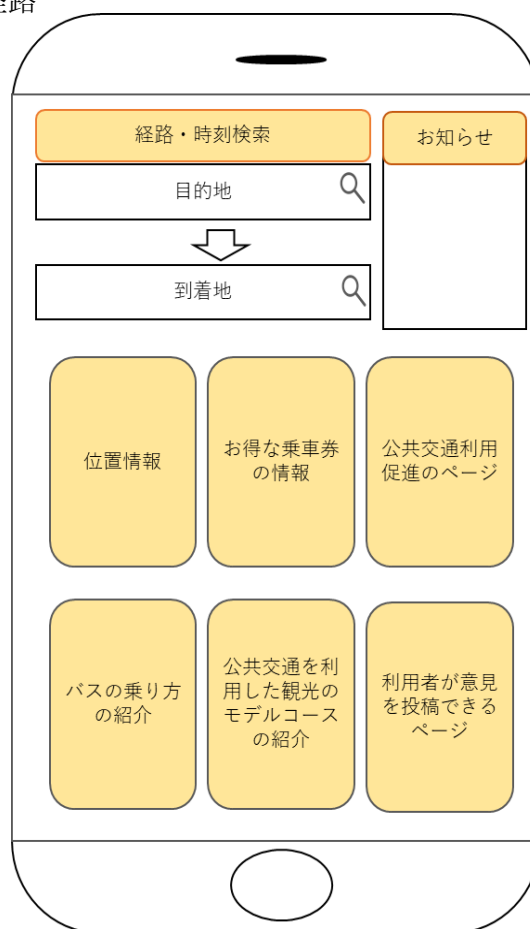 経路
経路・時刻検索
お知らせ
目的地
到着地
位置情報
お得な乗車券
の情報
公共交通利用
促進のページ
バスの乗り方
の紹介
公共交通を利
用した観光の
モデルコース
の紹介
利用者が意見
を投稿できる
ページ